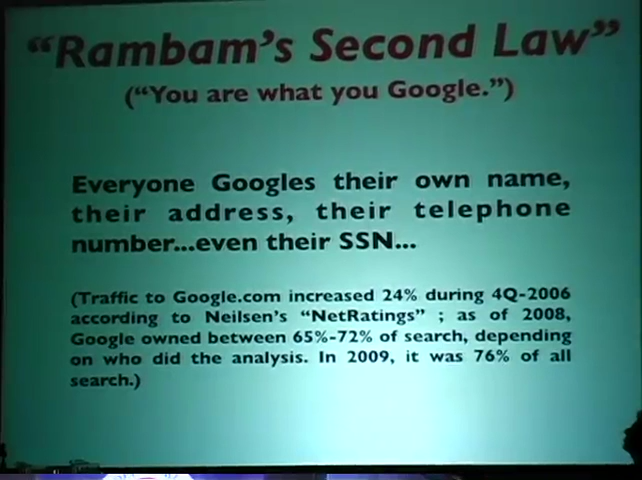 “Rambam’s Second Law”
(“You are what you Google.”)
Everyone Googles their own name,
their address, their telephone
number...even their SSN...
(Traffic to Google.com increased 24% during 4Q-2006
according to Neilsen’s “NetRatings” ; as of 2008,
Google owned between 65%-72% of search, depending
on who did the analysis. In 2009, it was 76% of all
search.)